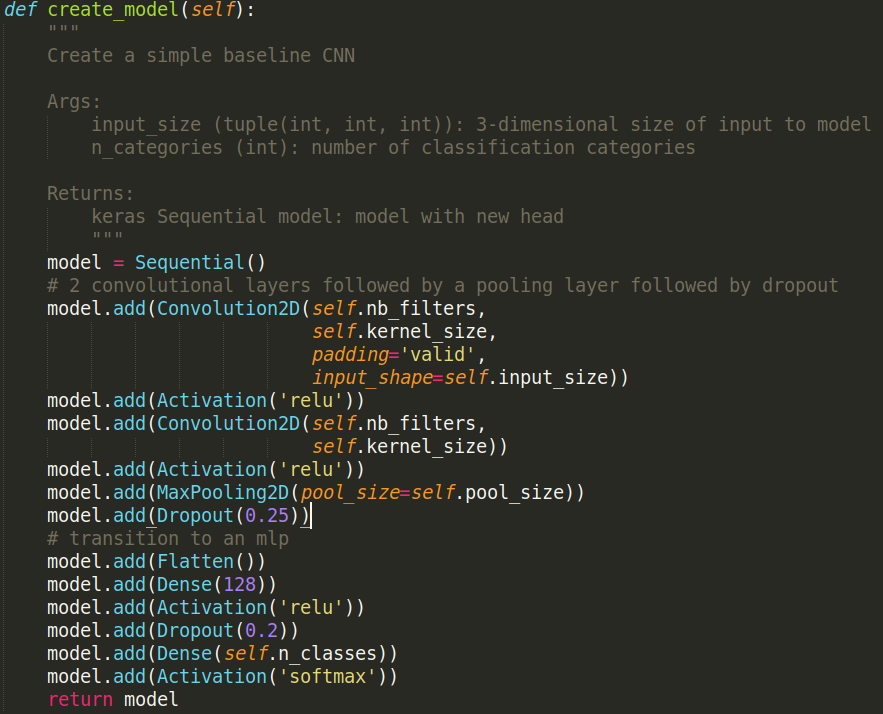 def create_model(self):
    """
    Create a simple baseline CNN

    Args:
        input_size (tuple(int, int, int)): 3-dimensional size of input to model
        n_categories (int): number of classification categories

    Returns:
        keras Sequential model: model with new head
        """
    model = Sequential()
    # 2 convolutional layers followed by a pooling layer followed by dropout
    model.add(Convolution2D(self.nb_filters,
                            self.kernel_size,
                            padding='valid',
                            input_shape=self.input_size))
    model.add(Activation('relu'))
    model.add(Convolution2D(self.nb_filters,
                            self.kernel_size))
    model.add(Activation('relu'))
    model.add(MaxPooling2D(pool_size=self.pool_size))
    model.add(Dropout(0.25))
    # transition to an mlp
    model.add(Flatten())
    model.add(Dense(128))
    model.add(Activation('relu'))
    model.add(Dropout(0.2))
    model.add(Dense(self.n_classes))
    model.add(Activation('softmax'))
    return model